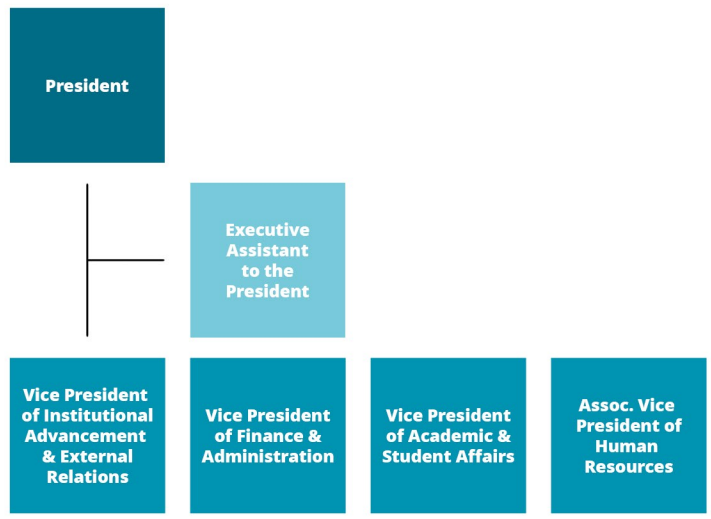 President
Executive
Assistant
to the
President
Vice President
of Institutional
Advancement
& External
Relations
Vice President
of Finance &
Administration
Vice President
of Academic &
Student Affairs
Assoc. Vice
President of
Human
Resources